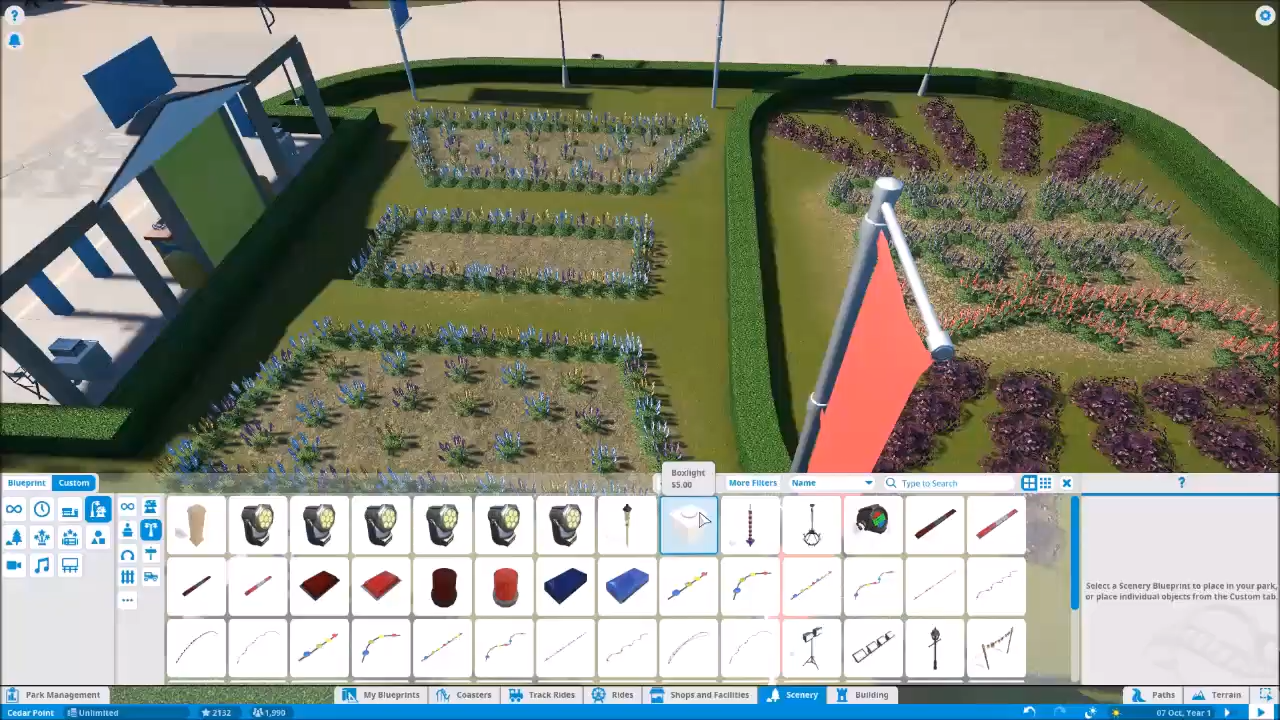 ?
Boxlight
$5.00
Blueprint Custom
More Filters Name Type to Search
?
Select a Scenery Blueprint to place in your park,
or place individual objects from the Custom tab.
Park Management My Blueprints Coasters Track Rides Rides Shops and Facilities Scenery Building Paths Terrain
Cedar Point Unlimited 2132 1,990 07 Oct, Year 1